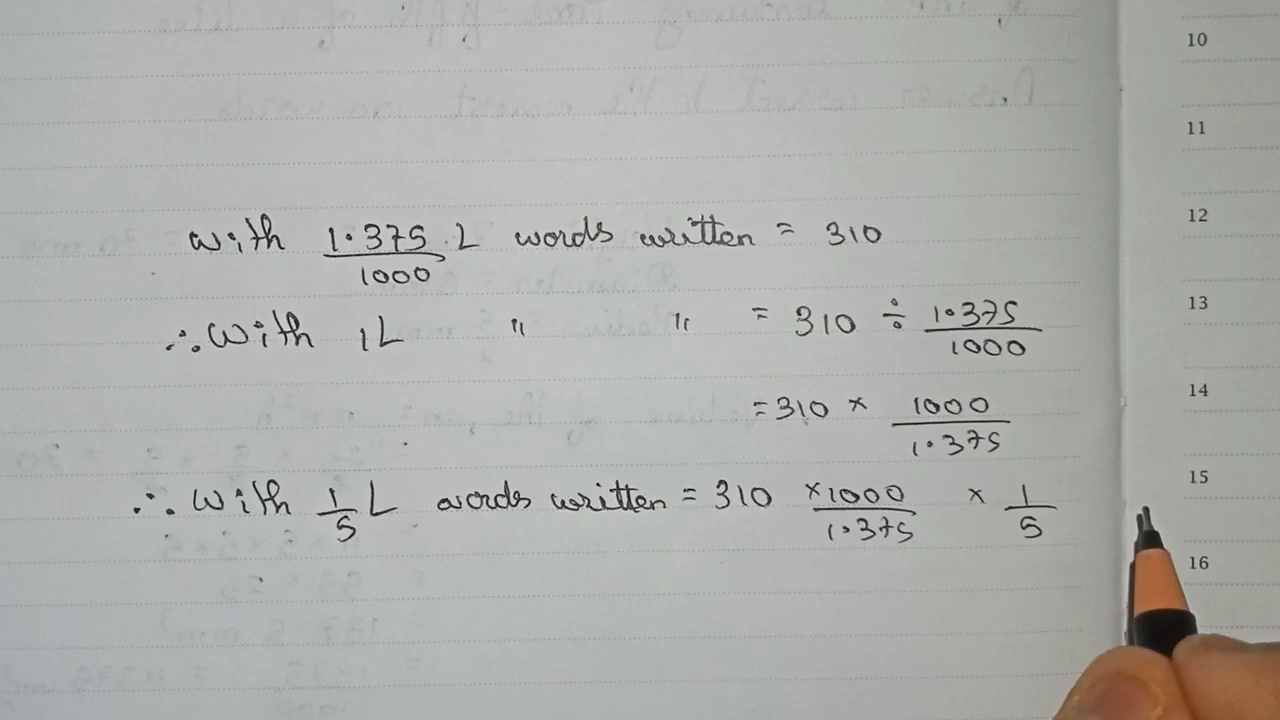 with 1.375/1000 L words written = 310
∴ With 1L " " = 310 ÷ 1.375/1000
= 310 × 1000/1.375
∴ With 1/5 L words written = 310 × 1000/1.375 × 1/5
10
11
12
13
14
15
16